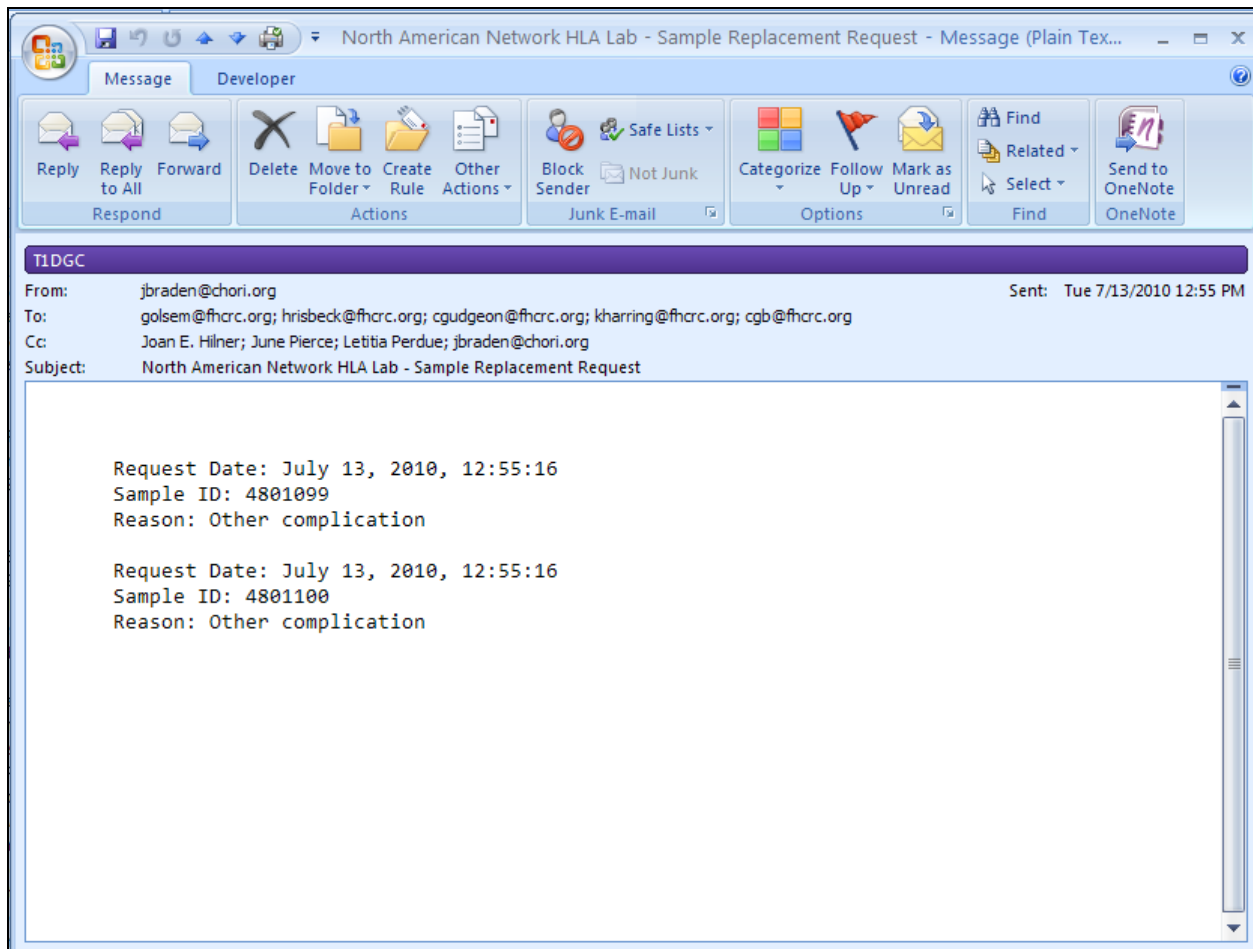 North American Network HLA Lab - Sample Replacement Request - Message (Plain Tex...
Message Developer
Reply
Reply to All
Forward
Respond
Delete
Move to Folder
Create Rule
Other Actions
Actions
Block Sender
Safe Lists
Not Junk
Junk E-mail
Categorize
Follow Up
Mark as Unread
Options
Find
Related
Select
Find
Send to OneNote
OneNote
T1DGC
From: jbraden@chori.org Sent: Tue 7/13/2010 12:55 PM
To: golsem@fhcrc.org; hrisbeck@fhcrc.org; cgudgeon@fhcrc.org; kharring@fhcrc.org; cgb@fhcrc.org
Cc: Joan E. Hilner; June Pierce; Letitia Perdue; jbraden@chori.org
Subject: North American Network HLA Lab - Sample Replacement Request
Request Date: July 13, 2010, 12:55:16
Sample ID: 4801099
Reason: Other complication
Request Date: July 13, 2010, 12:55:16
Sample ID: 4801100
Reason: Other complication